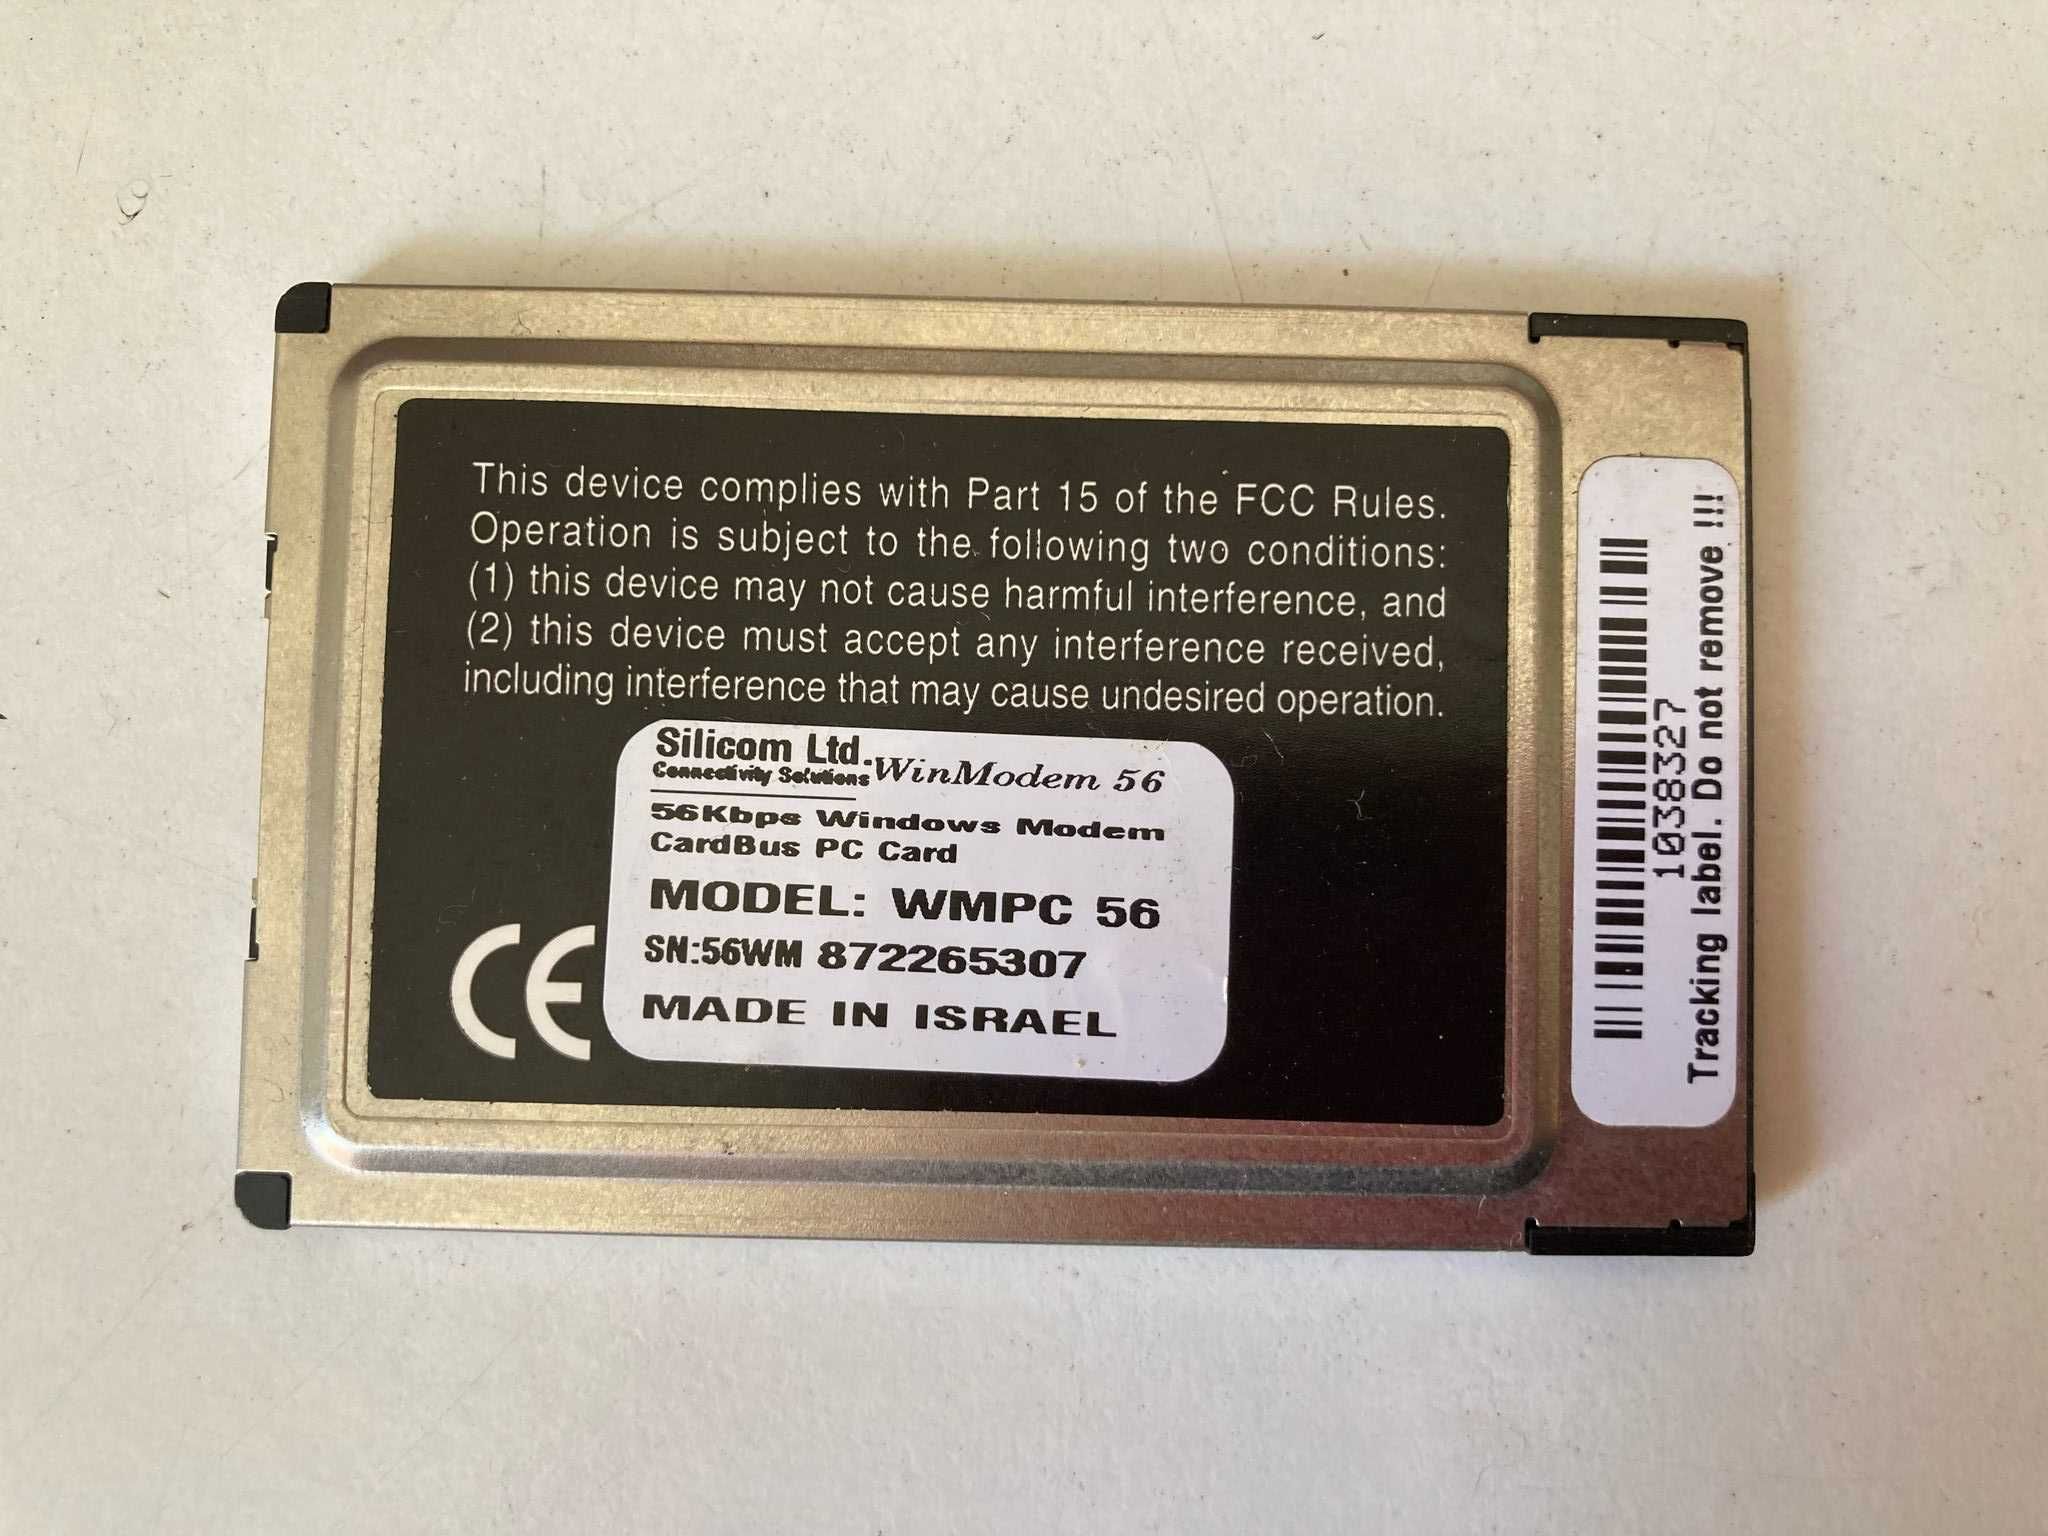 This device complies with Part 15 of the FCC Rules.
Operation is subject to the following two conditions:
(1) this device may not cause harmful interference, and
(2) this device must accept any interference received,
including interference that may cause undesired operation.
Silicom Ltd.
Connectivity Solutions
WinModem 56
56Kbps Windows Modem
CardBus PC Card
MODEL: WMPC 56
SN:56WM 872265307
MADE IN ISRAEL
CE
10383327
Tracking label. Do not remove !!!